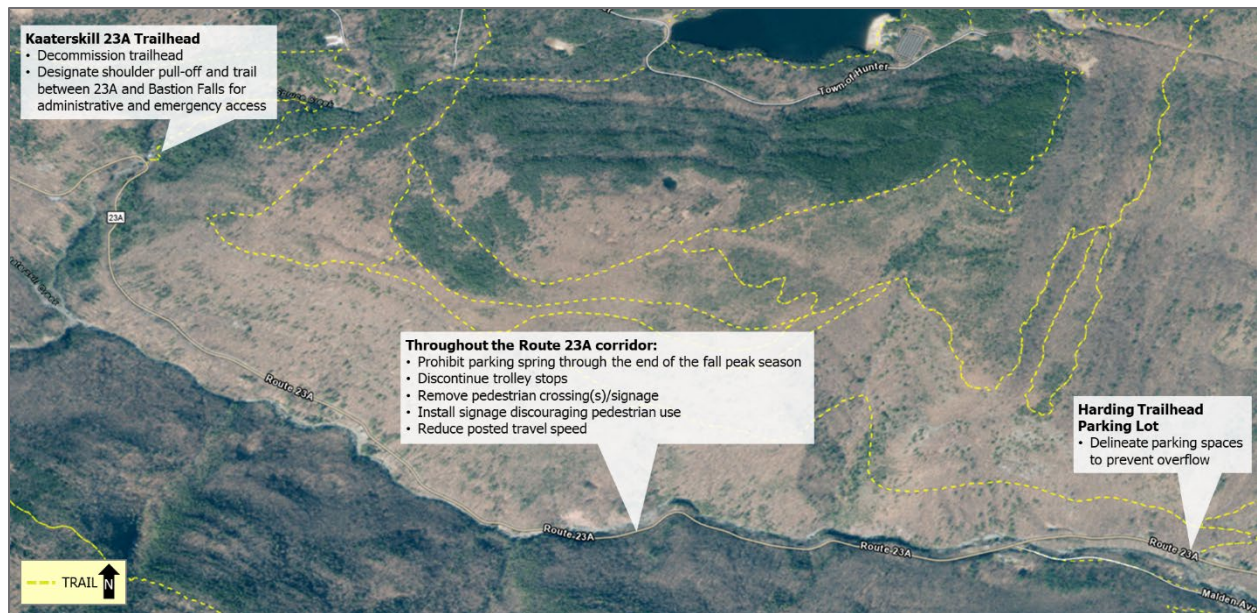 Kaaterskill 23A Trailhead
• Decommission trailhead
• Designate shoulder pull-off and trail
between 23A and Bastion Falls for
administrative and emergency access
Town of Hunter
23A
Route 23A
Throughout the Route 23A corridor:
• Prohibit parking spring through the end of the fall peak season
• Discontinue trolley stops
• Remove pedestrian crossing(s)/signage
• Install signage discouraging pedestrian use
• Reduce posted travel speed
Harding Trailhead
Parking Lot
• Delineate parking spaces
to prevent overflow
Route 23A
Route 23A
Route 23A
Malden Ave
TRAIL
N